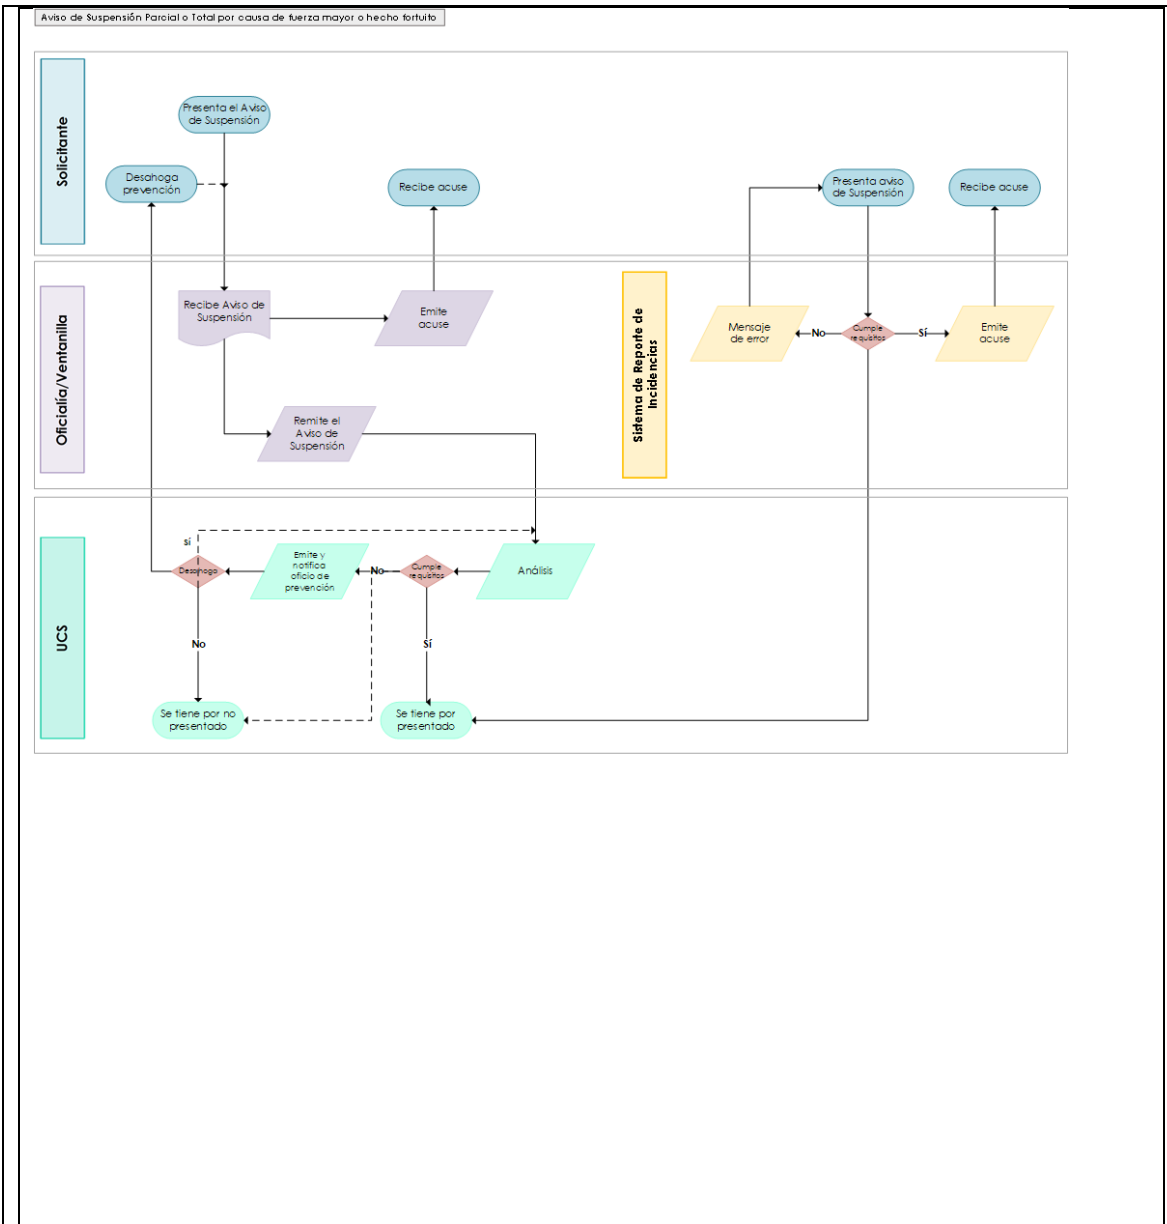 Aviso de Suspensión Parcial o Total por causa de fuerza mayor o hecho fortuito
Solicitante
Presenta el Aviso
de Suspensión
Desahoga
prevención
Recibe acuse
Presenta aviso
de Suspensión
Recibe acuse
Oficialía/Ventanilla
Recibe Aviso de
Suspensión
Emite
acuse
Remite el
Aviso de
Suspensión
Sistema de Reporte de
Incidencias
Mensaje
de error
No
Cumple
requisitos
Sí
Emite
acuse
UCS
sí
Desahoga
Emite y
notifica
oficio de
prevención
No
Cumple
requisitos
Análisis
No
Sí
Se tiene por no
presentado
Se tiene por
presentado